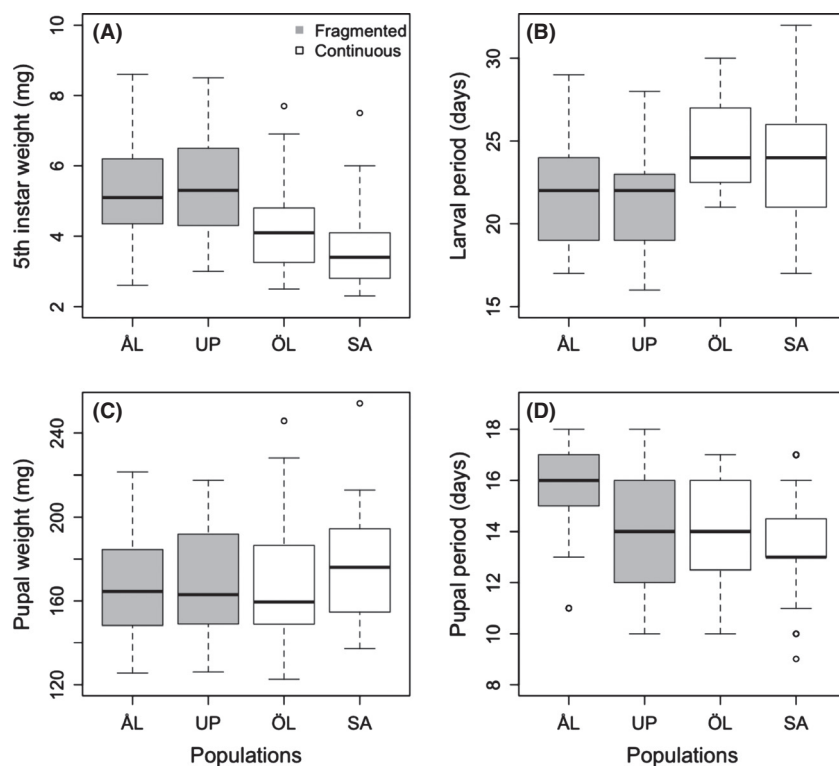 (A)
Fragmented
Continuous
5th instar weight (mg)
10
8
6
4
2
ÅL UP ÖL SA
(B)
Larval period (days)
30
25
20
15
ÅL UP ÖL SA
(C)
Pupal weight (mg)
240
200
160
120
ÅL UP ÖL SA
Populations
(D)
Pupal period (days)
18
16
14
12
10
8
ÅL UP ÖL SA
Populations